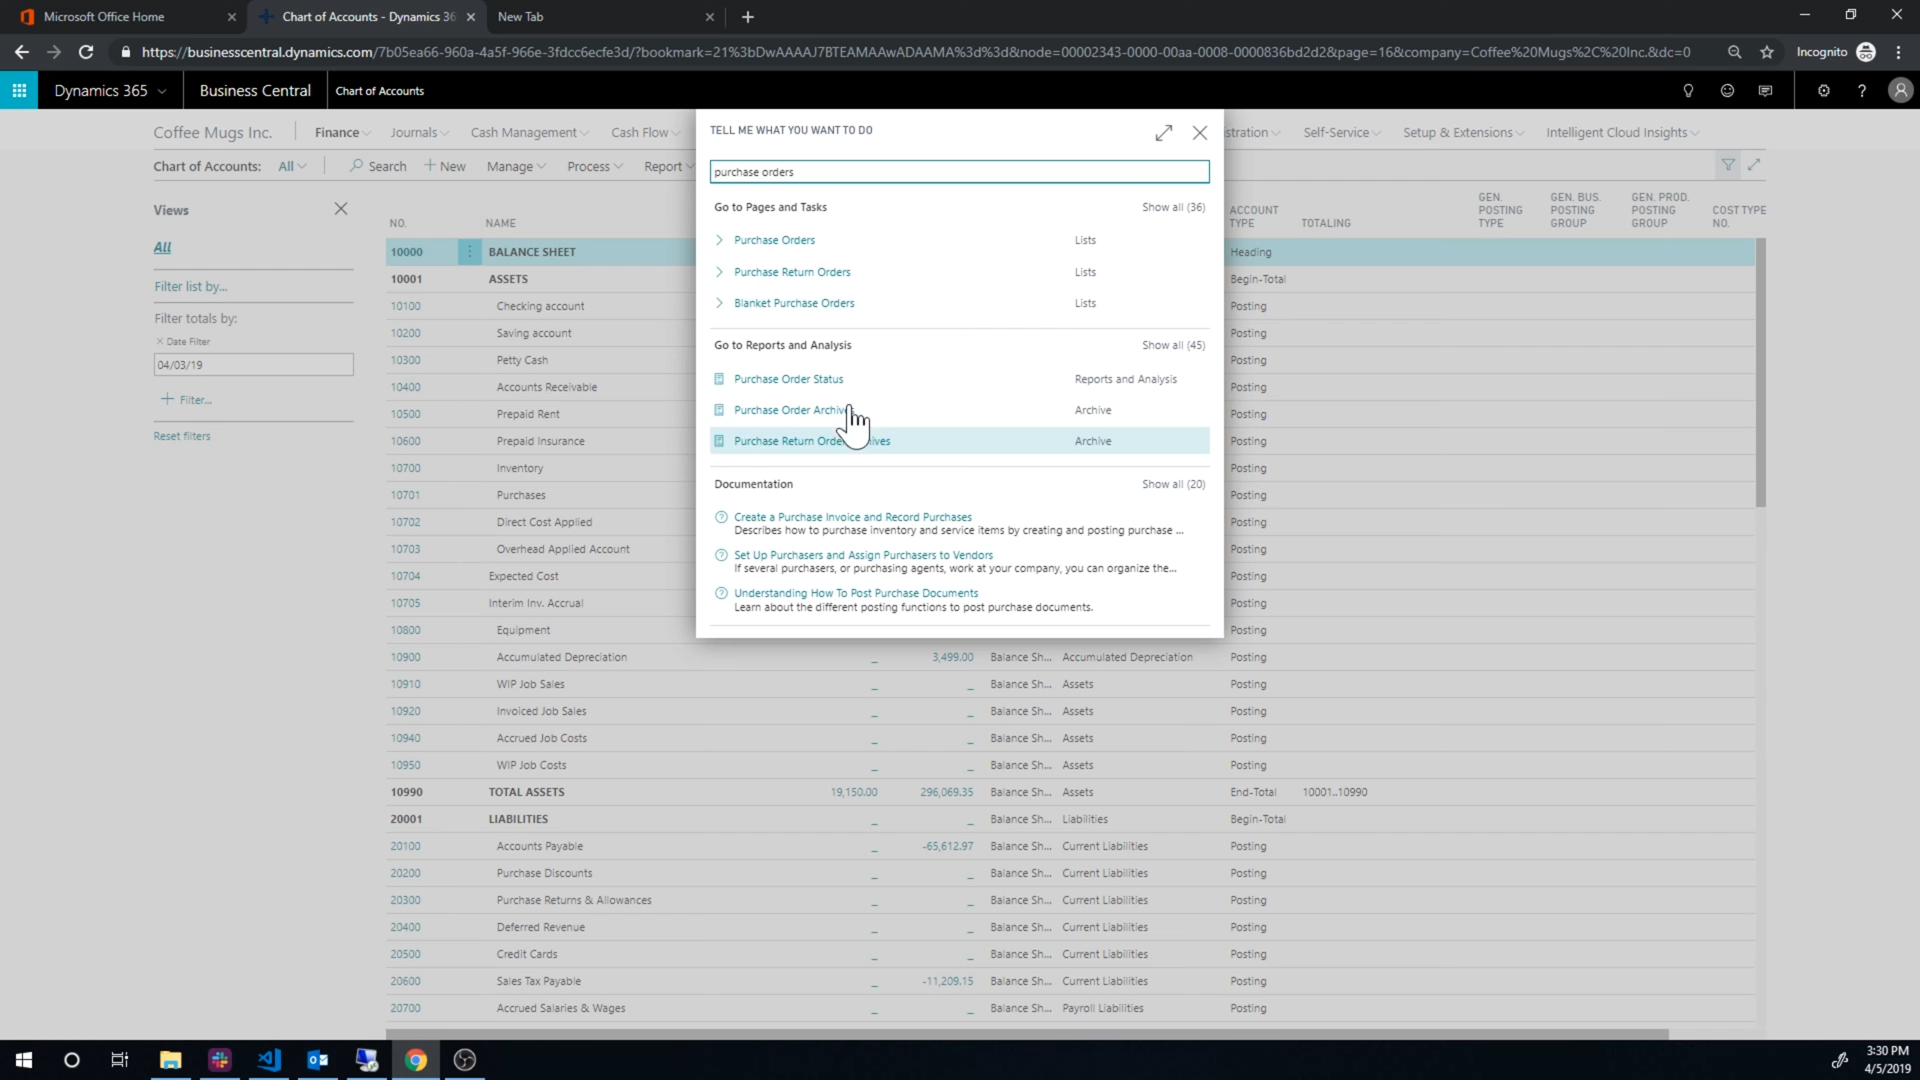 Microsoft Office Home
Chart of Accounts - Dynamics 36
New Tab
https://businesscentral.dynamics.com/7b05ea66-960a-4a5f-966e-3fdcc6ecfe3d/?bookmark=21%3bDwAAAAJ7BTEAMAAwADAAMA%3d%3d&node=00002343-0000-00aa-0008-0000836bd2d2&page=16&company=Coffee%20Mugs%2C%20Inc.&dc=0
Incognito
Dynamics 365
Business Central
Chart of Accounts
Coffee Mugs Inc.
Finance
Journals
Cash Management
Cash Flow
stration
Self-Service
Setup & Extensions
Intelligent Cloud Insights
Chart of Accounts:
All
Search
New
Manage
Process
Report
TELL ME WHAT YOU WANT TO DO
purchase orders
Go to Pages and Tasks
Show all (36)
Purchase Orders Lists
Purchase Return Orders Lists
Blanket Purchase Orders Lists
Go to Reports and Analysis
Show all (45)
Purchase Order Status Reports and Analysis
Purchase Order Archiv Archive
Purchase Return Orde ives Archive
Documentation
Show all (20)
Create a Purchase Invoice and Record Purchases
Describes how to purchase inventory and service items by creating and posting purchase ...
Set Up Purchasers and Assign Purchasers to Vendors
If several purchasers, or purchasing agents, work at your company, you can organize the...
Understanding How To Post Purchase Documents
Learn about the different posting functions to post purchase documents.
Views
All
Filter list by...
Filter totals by:
Date Filter
04/03/19
Filter...
Reset filters
NO. NAME ACCOUNT TYPE TOTALING GEN. POSTING TYPE GEN. BUS. POSTING GROUP GEN. PROD. POSTING GROUP COST TYPE NO.
10000 BALANCE SHEET Heading
10001 ASSETS Begin-Total
10100 Checking account Posting
10200 Saving account Posting
10300 Petty Cash Posting
10400 Accounts Receivable Posting
10500 Prepaid Rent Posting
10600 Prepaid Insurance Posting
10700 Inventory Posting
10701 Purchases Posting
10702 Direct Cost Applied Posting
10703 Overhead Applied Account Posting
10704 Expected Cost Posting
10705 Interim Inv. Accrual Posting
10800 Equipment Posting
10900 Accumulated Depreciation _ 3,499.00 Balance Sh... Accumulated Depreciation Posting
10910 WIP Job Sales _ _ Balance Sh... Assets Posting
10920 Invoiced Job Sales _ _ Balance Sh... Assets Posting
10940 Accrued Job Costs _ _ Balance Sh... Assets Posting
10950 WIP Job Costs _ _ Balance Sh... Assets Posting
10990 TOTAL ASSETS 19,150.00 296,069.35 Balance Sh... Assets End-Total 10001..10990
20001 LIABILITIES _ _ Balance Sh... Liabilities Begin-Total
20100 Accounts Payable _ -65,612.97 Balance Sh... Current Liabilities Posting
20200 Purchase Discounts _ _ Balance Sh... Current Liabilities Posting
20300 Purchase Returns & Allowances _ _ Balance Sh... Current Liabilities Posting
20400 Deferred Revenue _ _ Balance Sh... Current Liabilities Posting
20500 Credit Cards _ _ Balance Sh... Current Liabilities Posting
20600 Sales Tax Payable _ -11,209.15 Balance Sh... Current Liabilities Posting
20700 Accrued Salaries & Wages _ _ Balance Sh... Payroll Liabilities Posting
3:30 PM
4/5/2019